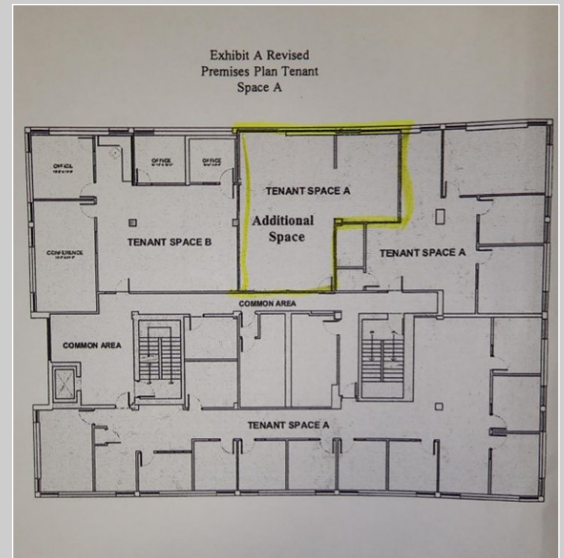 Exhibit A Revised
Premises Plan Tenant
Space A
OFFICE
OFFICE
OFFICE
TENANT SPACE A
Additional
Space
TENANT SPACE B
CONFERENCE
TENANT SPACE A
COMMON AREA
COMMON AREA
TENANT SPACE A